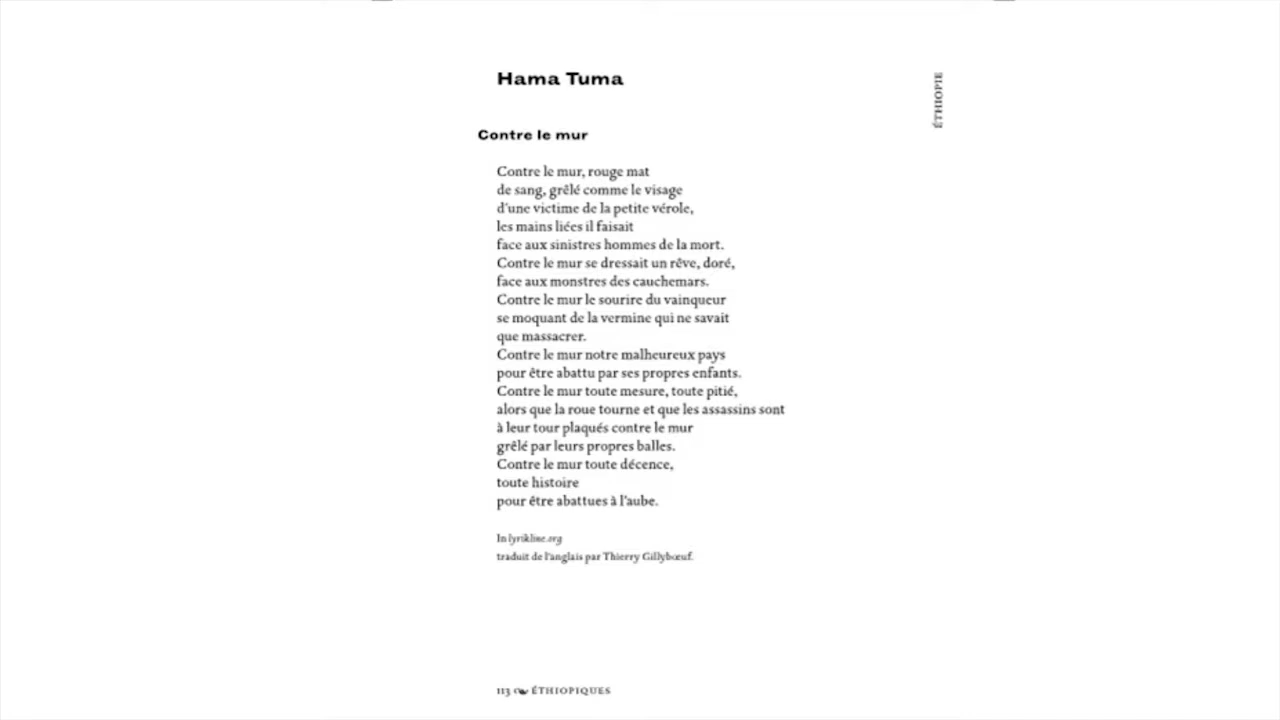 Hama Tuma
ÉTHIOPIE
Contre le mur
Contre le mur, rouge mat
de sang, grêlé comme le visage
d'une victime de la petite vérole,
les mains liées il faisait
face aux sinistres hommes de la mort.
Contre le mur se dressait un rêve, doré,
face aux monstres des cauchemars.
Contre le mur le sourire du vainqueur
se moquant de la vermine qui ne savait
que massacrer.
Contre le mur notre malheureux pays
pour être abattu par ses propres enfants.
Contre le mur toute mesure, toute pitié,
alors que la roue tourne et que les assassins sont
à leur tour plaqués contre le mur
grêlé par leurs propres balles.
Contre le mur toute décence,
toute histoire
pour être abattues à l'aube.
In lyrikline.org
traduit de l'anglais par Thierry Gillybœuf.
113 ÉTHIOPIQUES